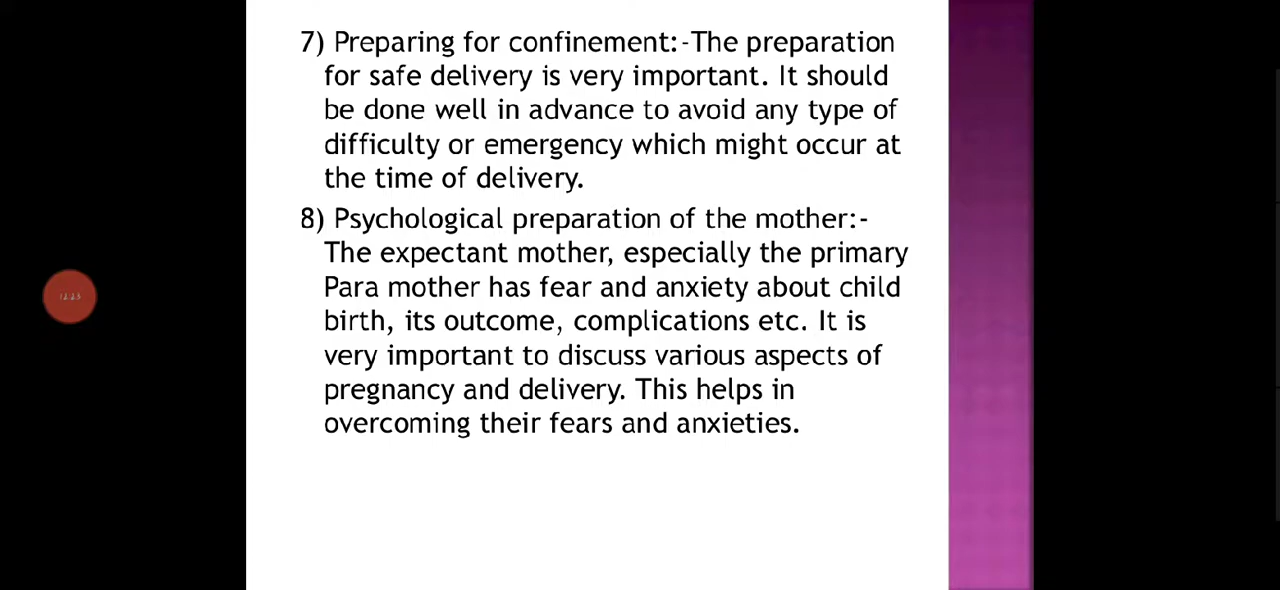 7) Preparing for confinement:-The preparation
for safe delivery is very important. It should
be done well in advance to avoid any type of
difficulty or emergency which might occur at
the time of delivery.
8) Psychological preparation of the mother:-
The expectant mother, especially the primary
Para mother has fear and anxiety about child
birth, its outcome, complications etc. It is
very important to discuss various aspects of
pregnancy and delivery. This helps in
overcoming their fears and anxieties.